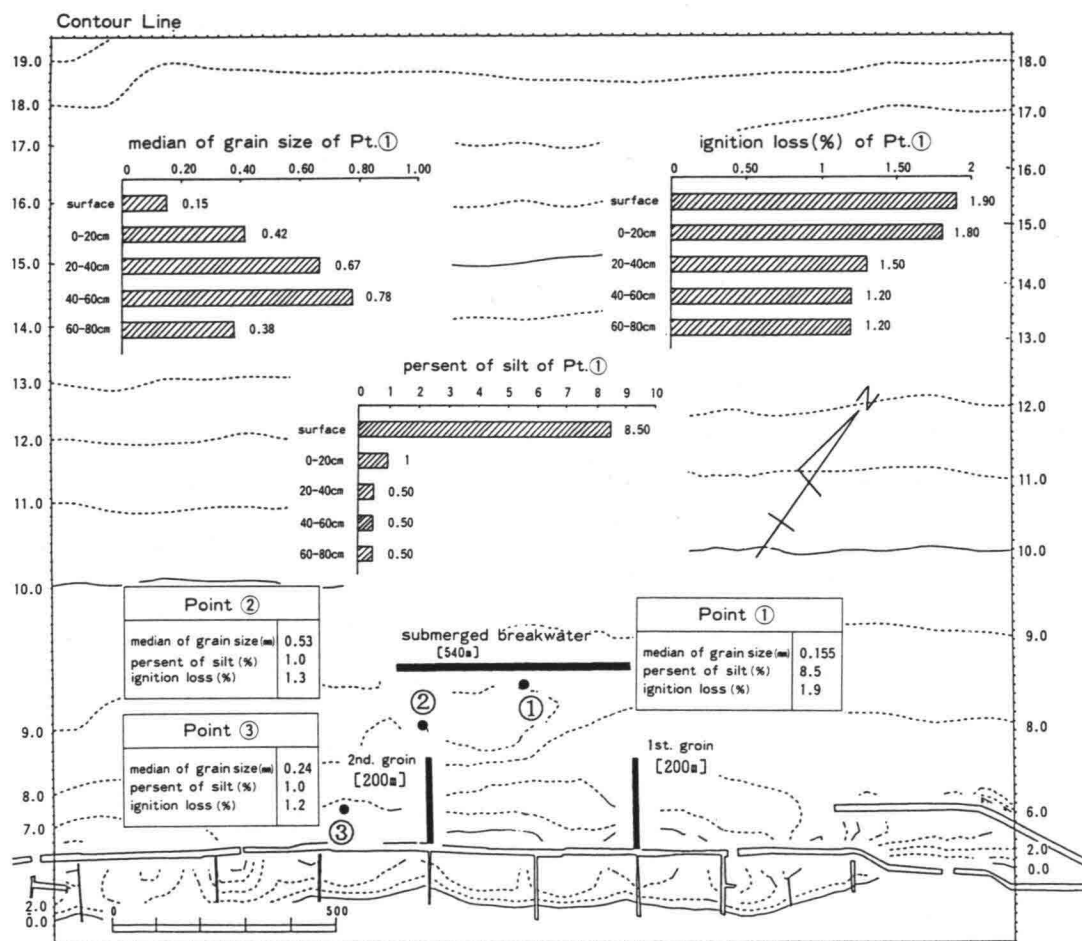 Contour Line
19.0
18.0
17.0
16.0
15.0
14.0
13.0
12.0
11.0
10.0
9.0
8.0
7.0
2.0
0.0
18.0
17.0
16.0
15.0
14.0
13.0
12.0
11.0
10.0
9.0
8.0
6.0
2.0
0.0
median of grain size of Pt.①
0 0.20 0.40 0.60 0.80 1.00
surface 0.15
0-20cm 0.42
20-40cm 0.67
40-60cm 0.78
60-80cm 0.38
ignition loss(%) of Pt.①
0 0.50 1 1.50 2
surface 1.90
0-20cm 1.80
20-40cm 1.50
40-60cm 1.20
60-80cm 1.20
persent of silt of Pt.①
0 1 2 3 4 5 6 7 8 9 10
surface 8.50
0-20cm 1
20-40cm 0.50
40-60cm 0.50
60-80cm 0.50
N
Point ②
median of grain size(㎜) 0.53
persent of silt(%) 1.0
ignition loss(%) 1.3
Point ③
median of grain size(㎜) 0.24
persent of silt(%) 1.0
ignition loss(%) 1.2
Point ①
median of grain size(㎜) 0.155
persent of silt(%) 8.5
ignition loss(%) 1.9
submerged breakwater
[540m]
②
①
③
2nd. groin
[200m]
1st. groin
[200m]
0 500